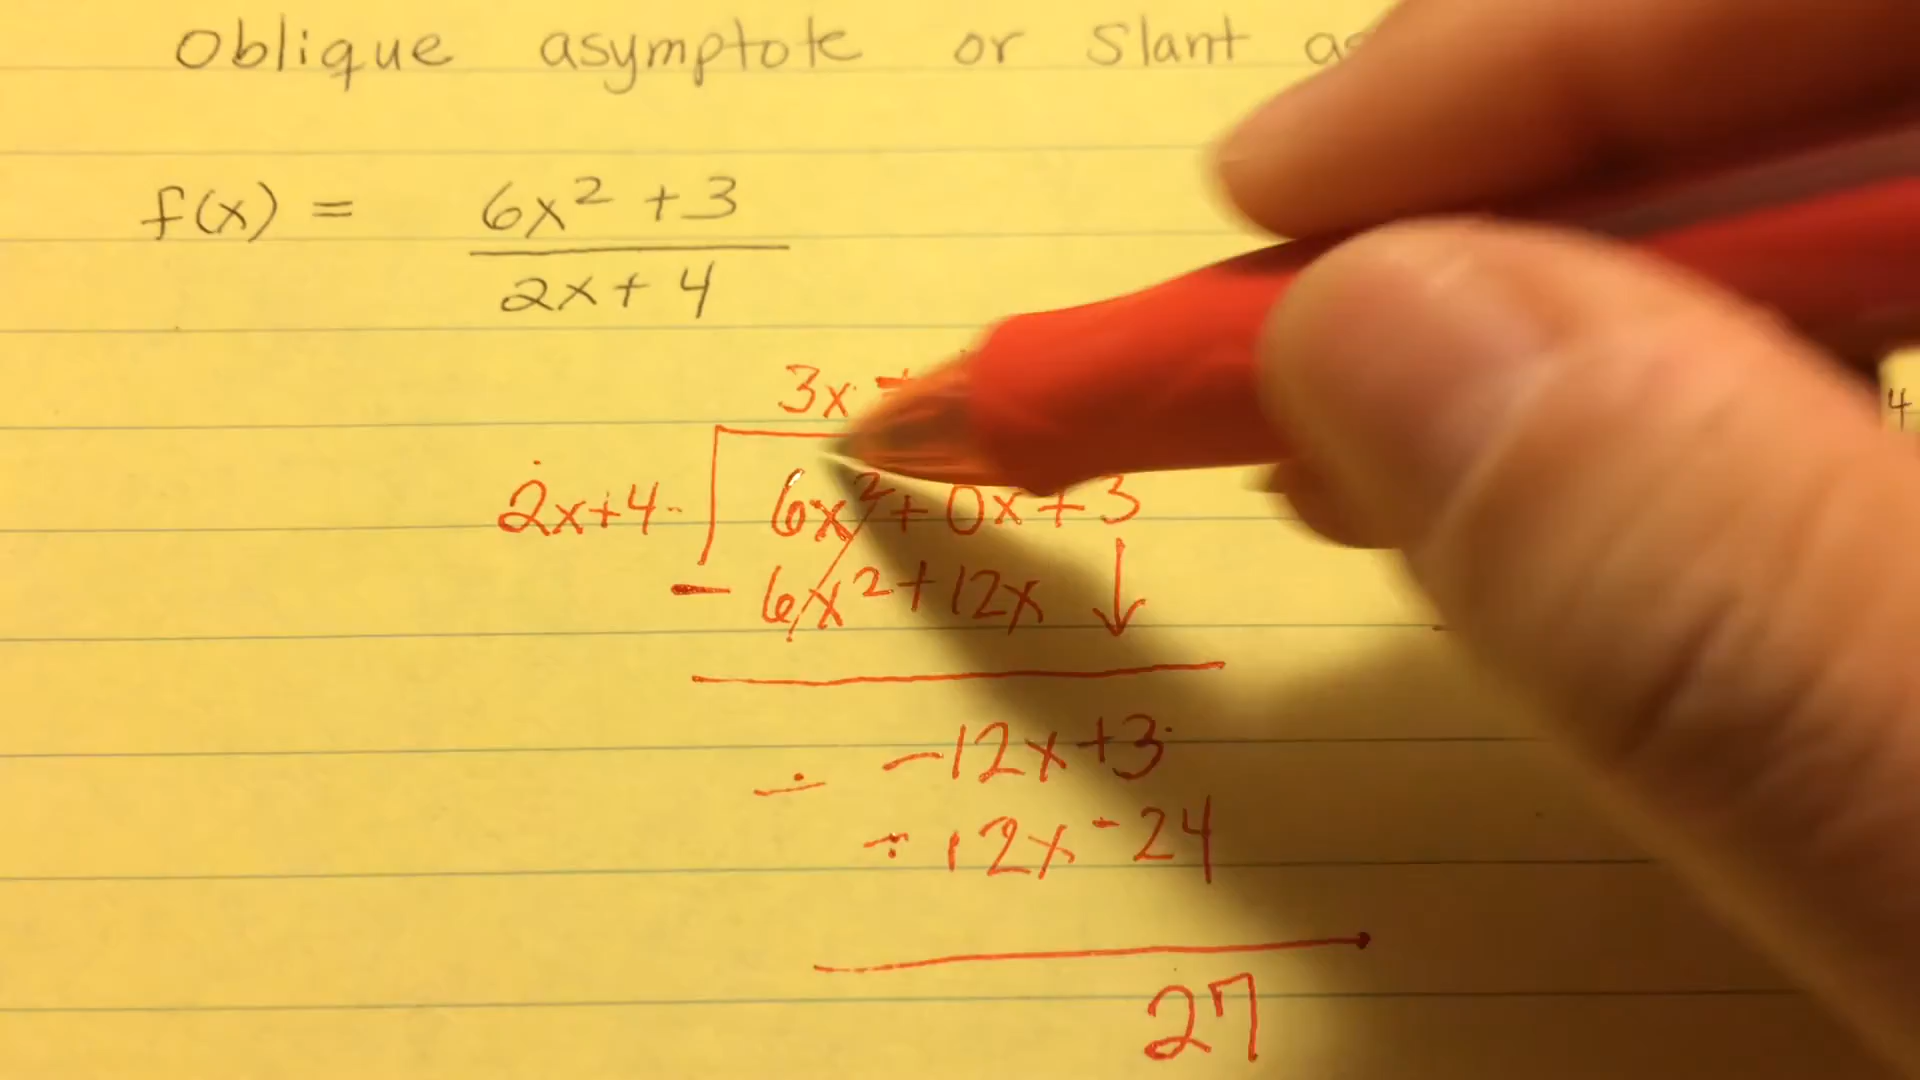 Oblique asymptote or slant
f(x) = 6x² + 3
2x + 4
3x -
2x+4 6x² + 0x + 3
- 6x² + 12x
- -12x + 3
- 12x - 24
27
4